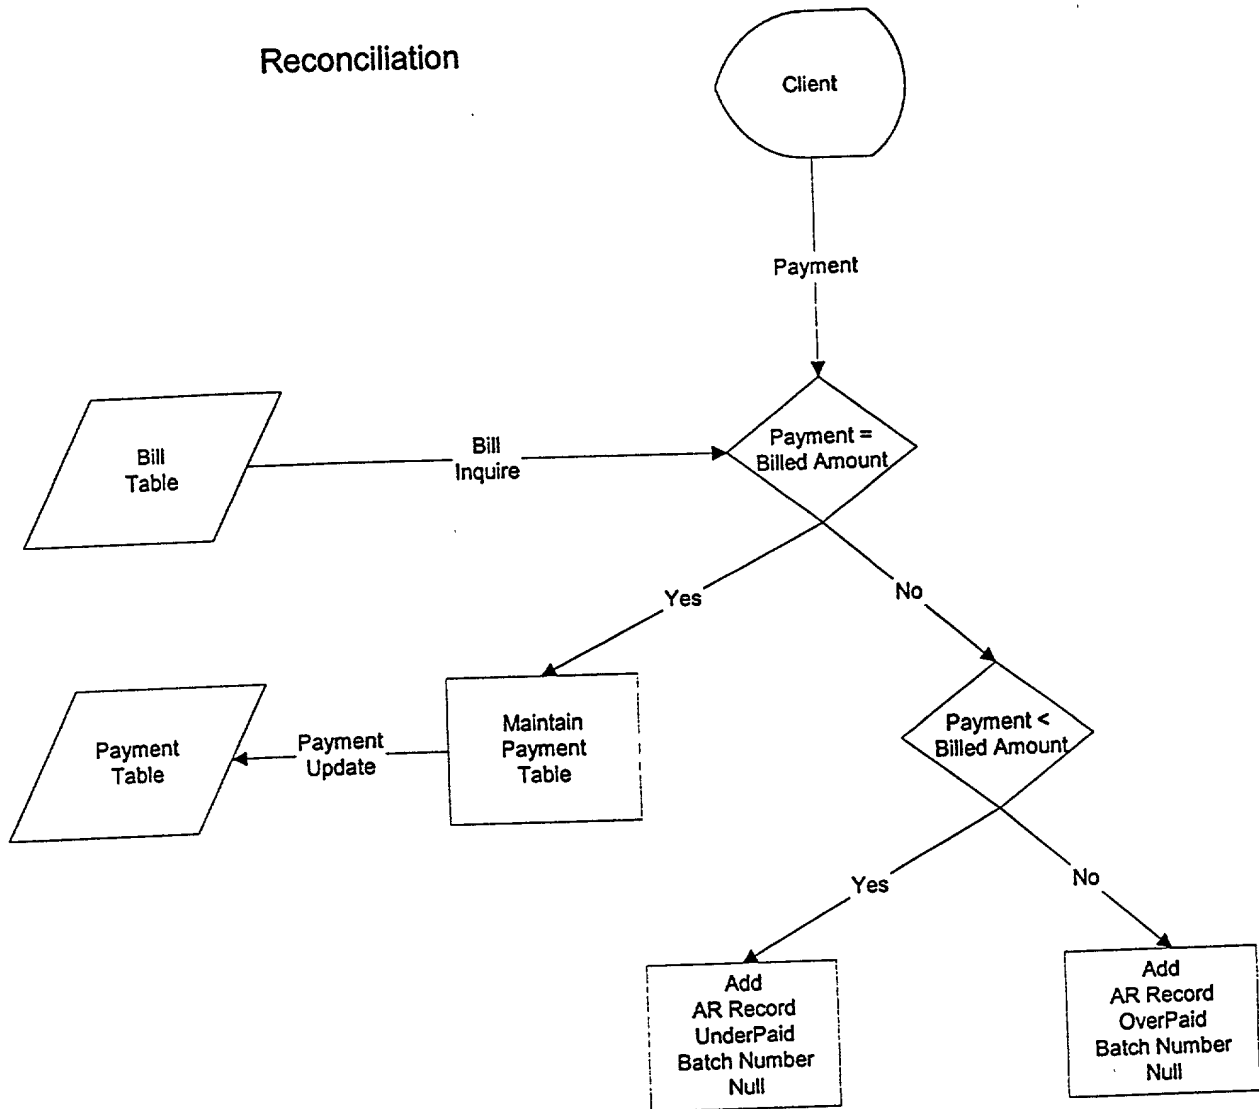 Reconciliation
Client
Payment
Payment =
Billed Amount
Bill
Table
Bill
Inquire
Yes
No
Payment
Table
Payment
Update
Maintain
Payment
Table
Payment <
Billed Amount
Yes
No
Add
AR Record
UnderPaid
Batch Number
Null
Add
AR Record
OverPaid
Batch Number
Null